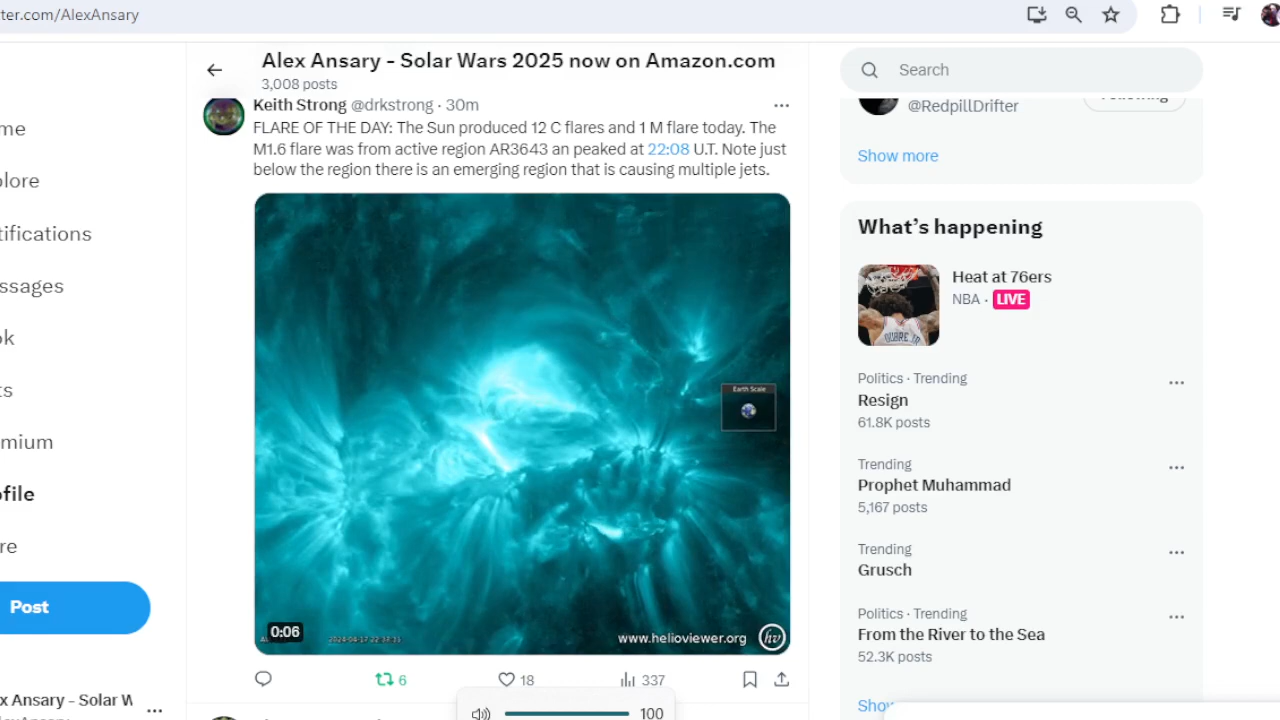 ter.com/AlexAnsary
Alex Ansary - Solar Wars 2025 now on Amazon.com
3,008 posts
Keith Strong @drkstrong · 30m
FLARE OF THE DAY: The Sun produced 12 C flares and 1 M flare today. The
M1.6 flare was from active region AR3643 an peaked at 22:08 U.T. Note just
below the region there is an emerging region that is causing multiple jets.
Earth Scale
0:06
www.helioviewer.org
hv
6
18
337
100
me
plore
tifications
ssages
ok
ts
emium
ofile
re
Post
x Ansary - Solar W
Search
@RedpillDrifter
Following
Show more
What's happening
Heat at 76ers
NBA · LIVE
Politics · Trending
Resign
61.8K posts
Trending
Prophet Muhammad
5,167 posts
Trending
Grusch
Politics · Trending
From the River to the Sea
52.3K posts
Show